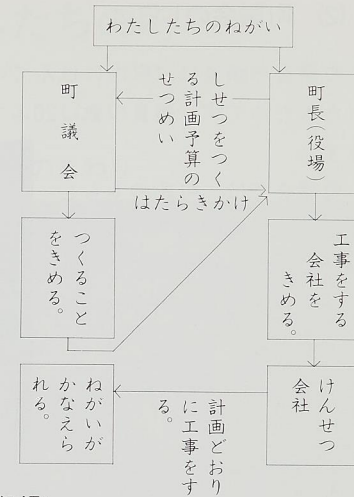 わたしたちのねがい
町長(役場)
しせつをつく
る計画予算の
せつめい
町議会
はたらきかけ
工事をする
会社を
きめる。
つくること
をきめる。
けんせつ
会社
計画どおり
に工事をす
る。
ねがいが
かなえら
れる。